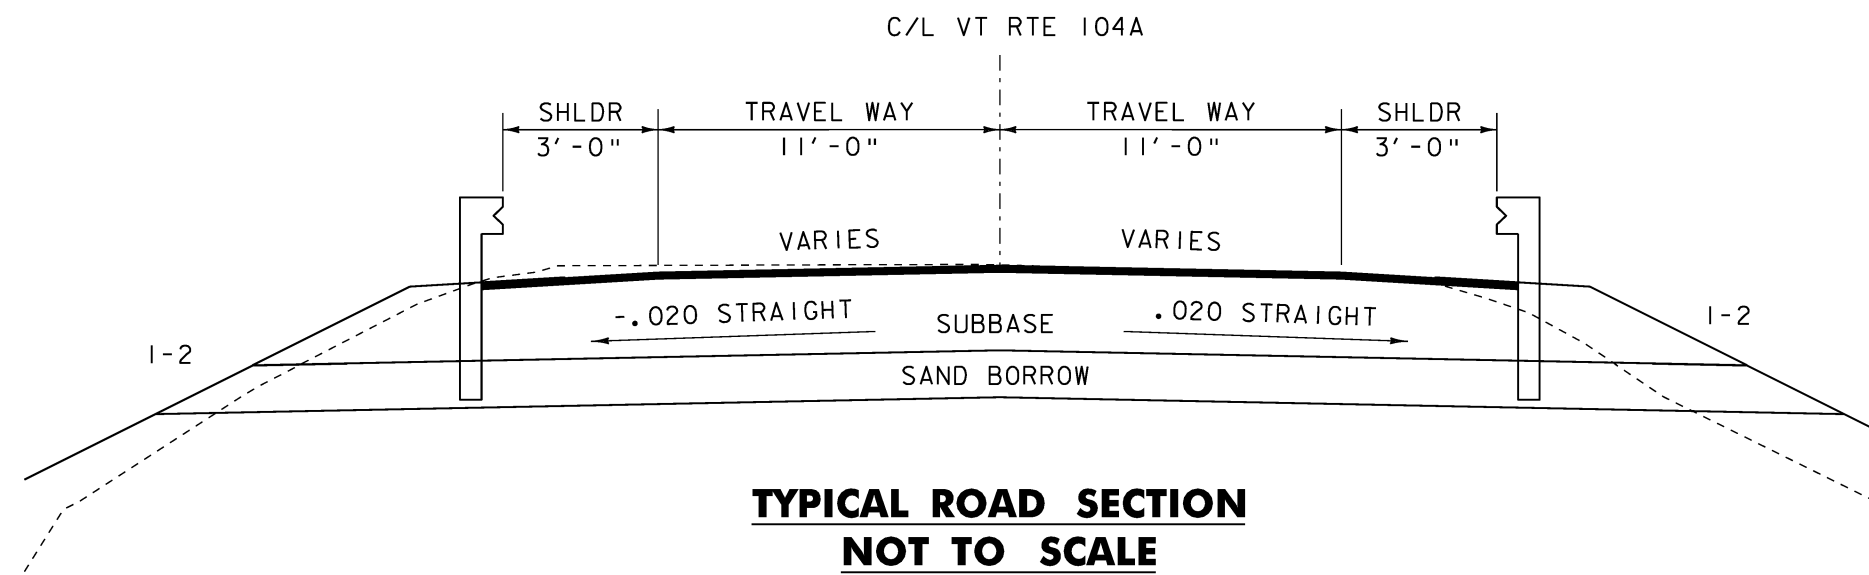 C/L VT RTE 104A
SHLDR TRAVEL WAY TRAVEL WAY SHLDR
3'-0" 11'-0" 11'-0" 3'-0"
VARIES VARIES
-.020 STRAIGHT .020 STRAIGHT
SUBBASE
1-2 1-2
SAND BORROW
TYPICAL ROAD SECTION
NOT TO SCALE